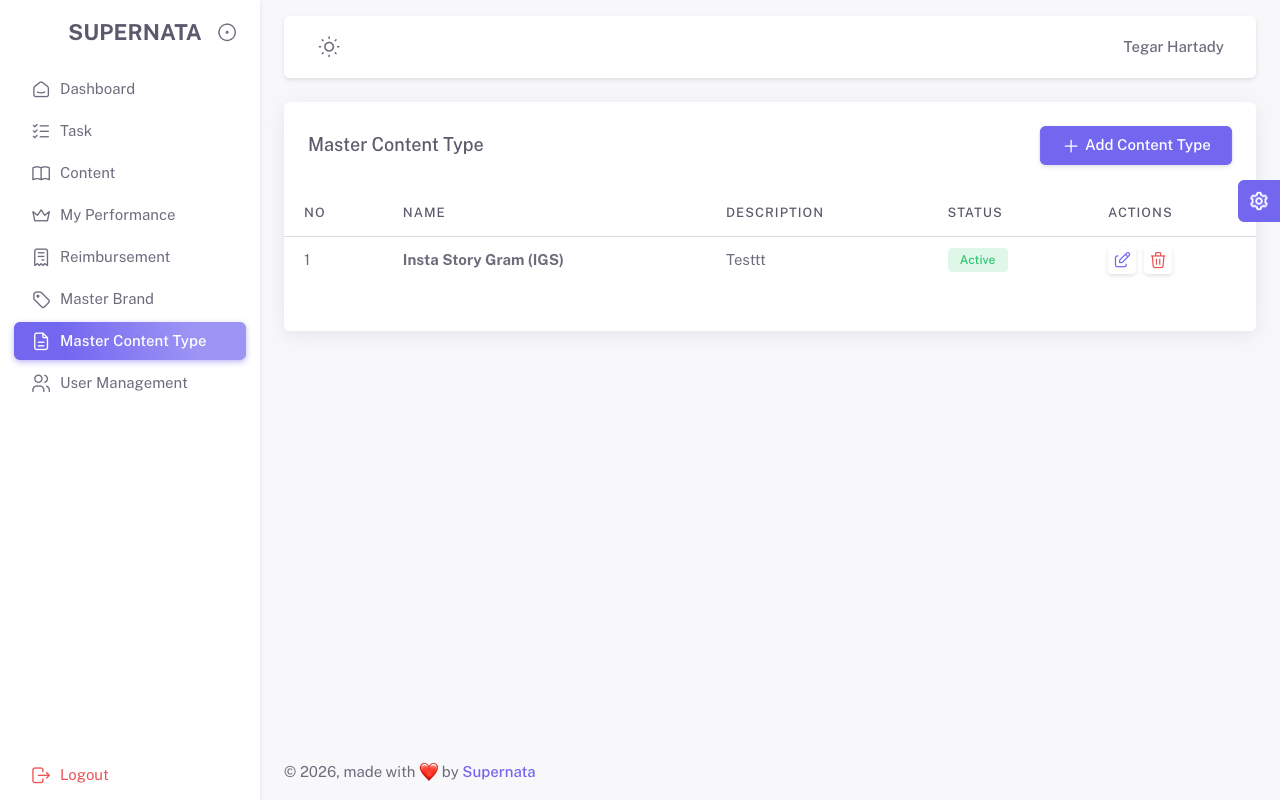 SUPERNATA
Dashboard
Task
Content
My Performance
Reimbursement
Master Brand
Master Content Type
User Management
Logout
Tegar Hartady
Master Content Type
Add Content Type
NO NAME DESCRIPTION STATUS ACTIONS
1 Insta Story Gram (IGS) Testtt Active
© 2026, made with ❤️ by Supernata